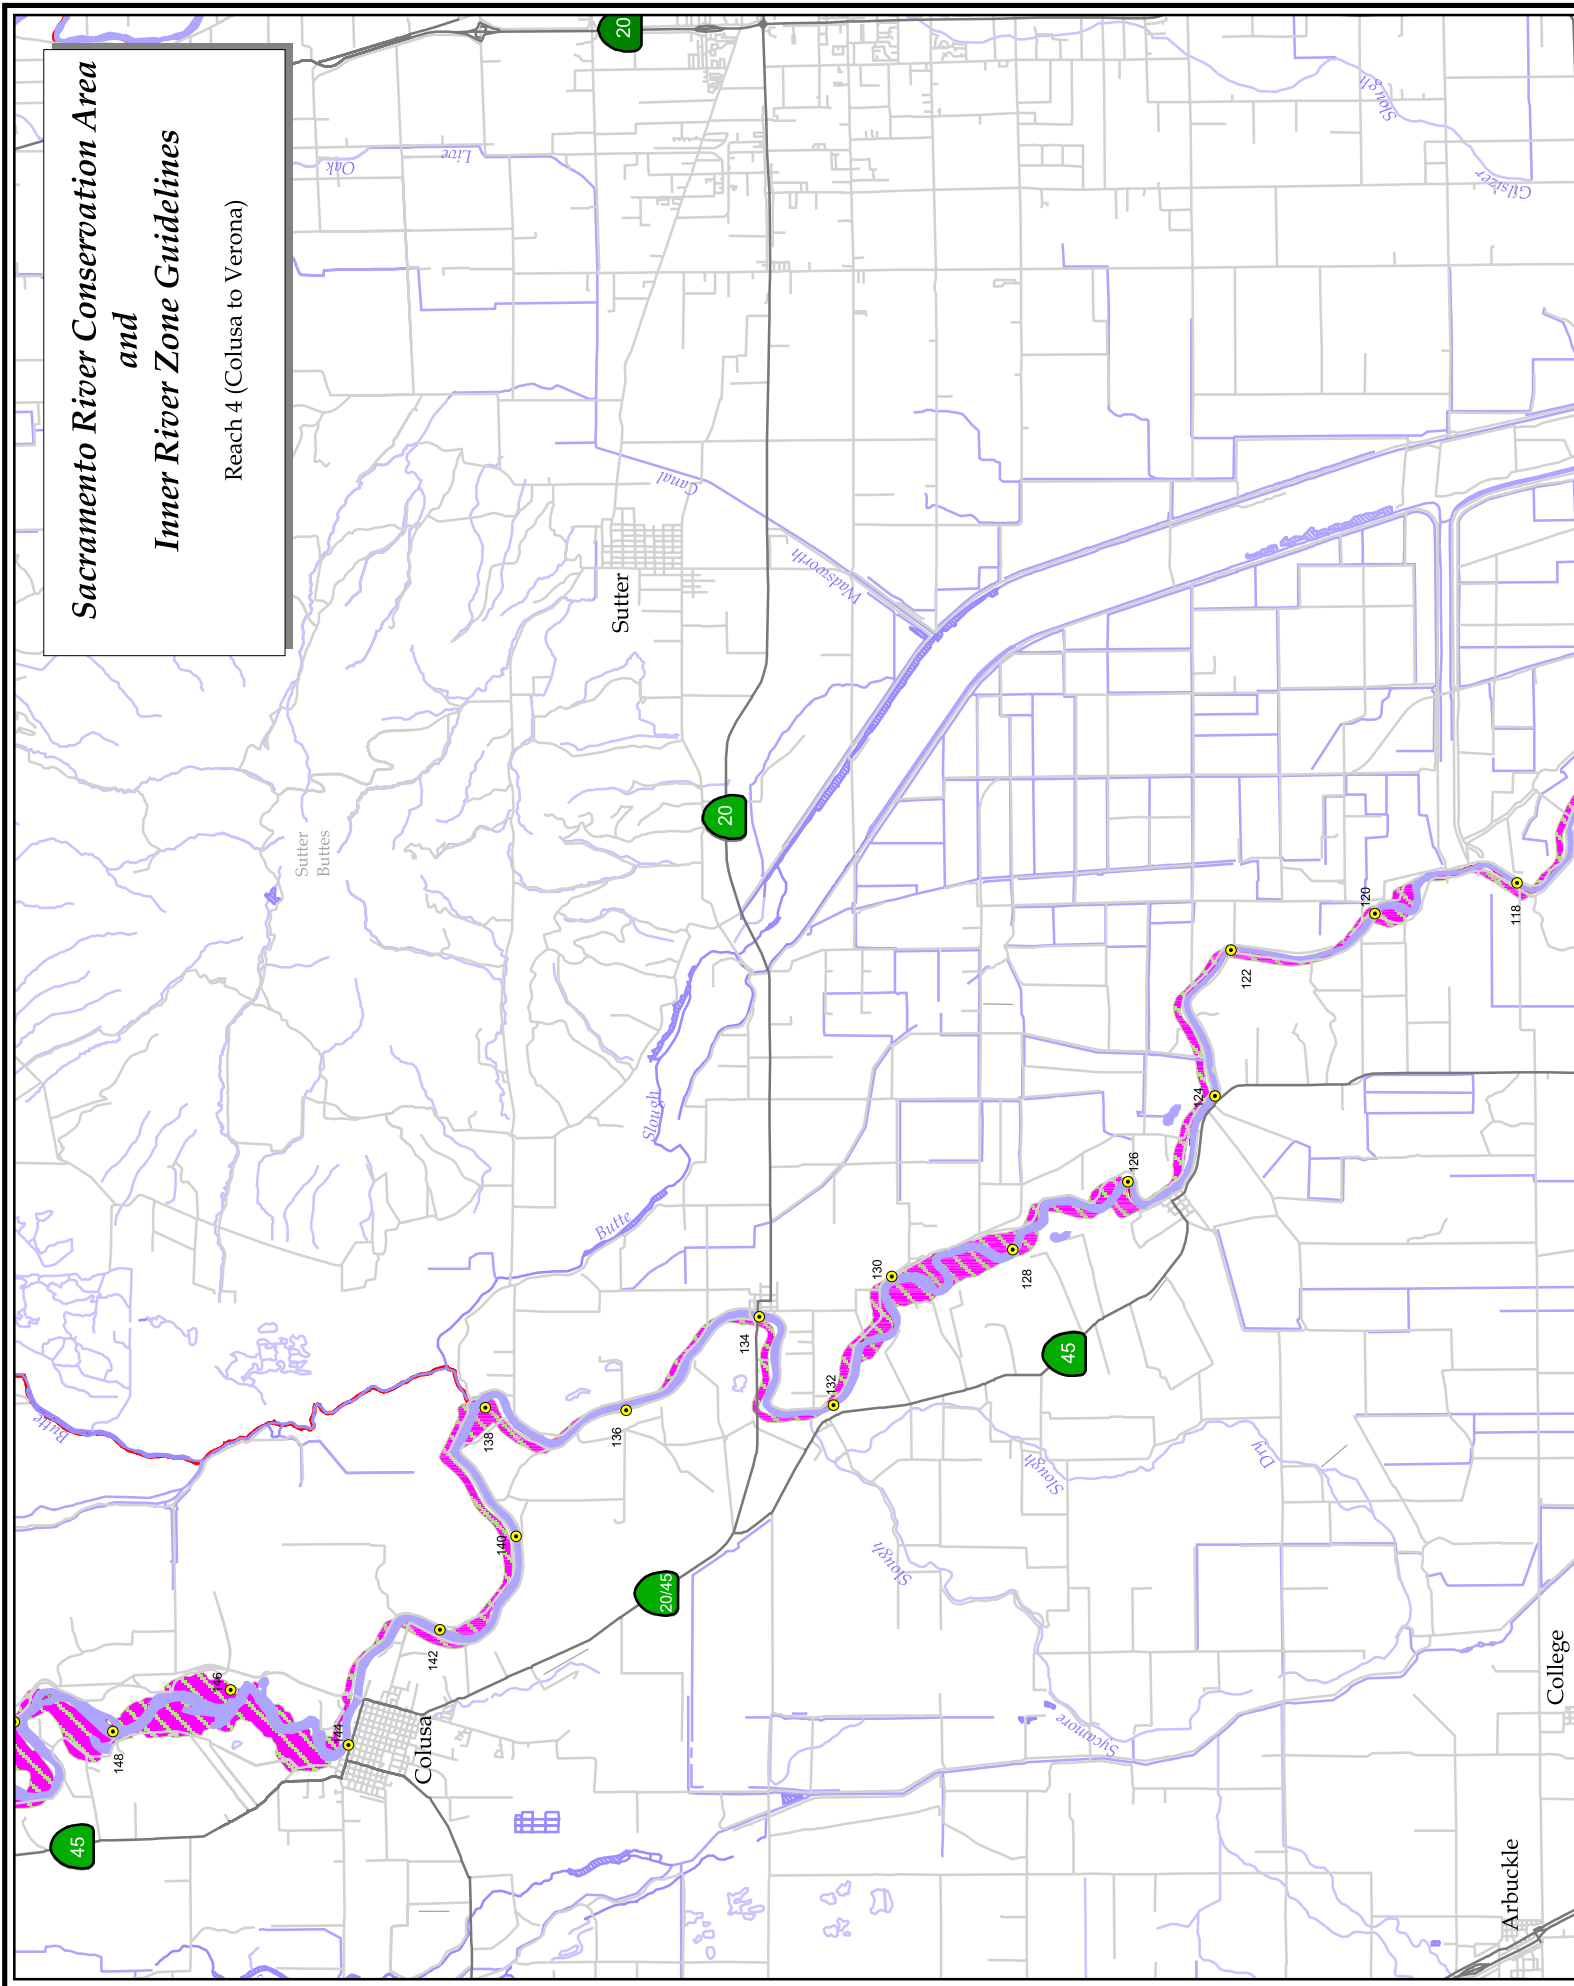 Sacramento River Conservation Area
and
Inner River Zone Guidelines
Reach 4 (Colusa to Verona)
20
Oak
Live
Slough
Gilsizer
Canal
Wadsworth
Sutter
Sutter
Buttes
20
Slough
Butte
Butte
120
118
122
124
126
128
130
132
134
136
138
140
142
144
146
148
45
20/45
45
Slough
Dry
Slough
Sycamore
Colusa
College
Arbuckle